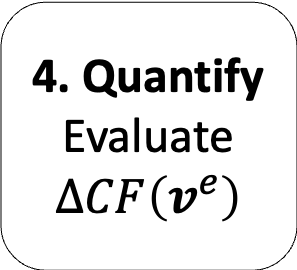 4. Quantify
Evaluate
Δ𝐶𝐹(𝒗ᵉ)